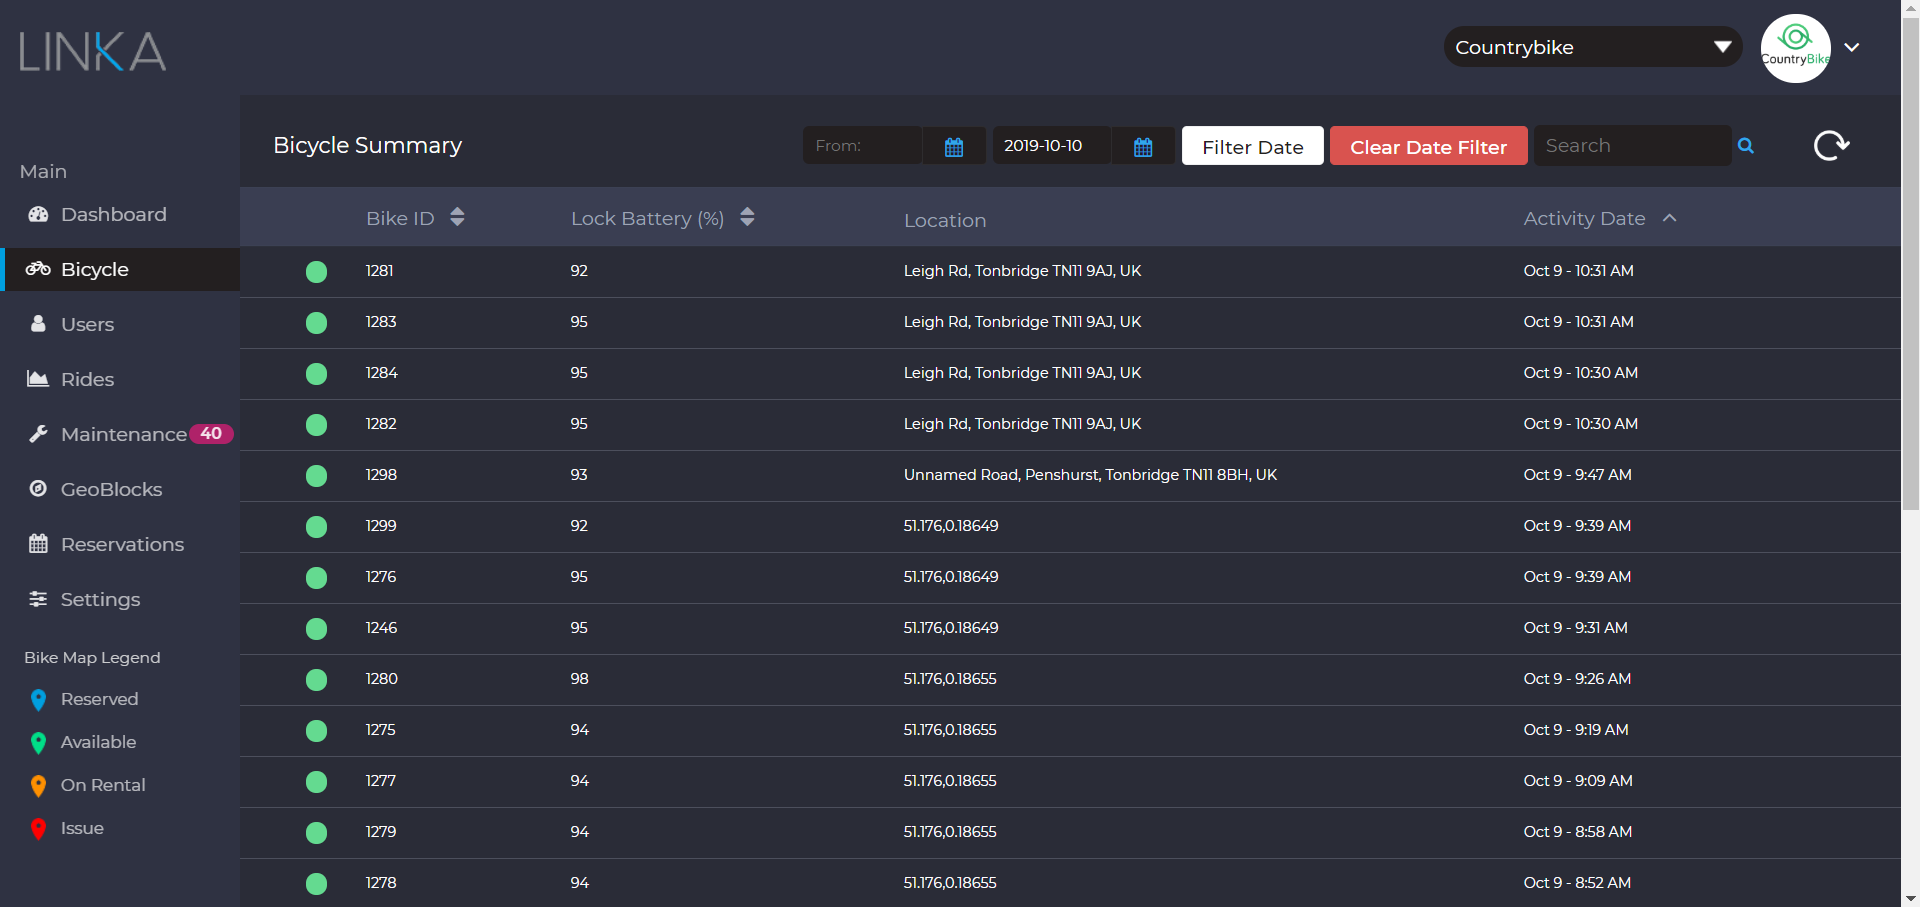 LINKA
Countrybike
CountryBike
Main
Dashboard
Bicycle
Users
Rides
Maintenance 40
GeoBlocks
Reservations
Settings
Bike Map Legend
Reserved
Available
On Rental
Issue
Bicycle Summary
From: 2019-10-10 Filter Date Clear Date Filter Search
Bike ID Lock Battery (%) Location Activity Date
1281 92 Leigh Rd, Tonbridge TN11 9AJ, UK Oct 9 - 10:31 AM
1283 95 Leigh Rd, Tonbridge TN11 9AJ, UK Oct 9 - 10:31 AM
1284 95 Leigh Rd, Tonbridge TN11 9AJ, UK Oct 9 - 10:30 AM
1282 95 Leigh Rd, Tonbridge TN11 9AJ, UK Oct 9 - 10:30 AM
1298 93 Unnamed Road, Penshurst, Tonbridge TN11 8BH, UK Oct 9 - 9:47 AM
1299 92 51.176,0.18649 Oct 9 - 9:39 AM
1276 95 51.176,0.18649 Oct 9 - 9:39 AM
1246 95 51.176,0.18649 Oct 9 - 9:31 AM
1280 98 51.176,0.18655 Oct 9 - 9:26 AM
1275 94 51.176,0.18655 Oct 9 - 9:19 AM
1277 94 51.176,0.18655 Oct 9 - 9:09 AM
1279 94 51.176,0.18655 Oct 9 - 8:58 AM
1278 94 51.176,0.18655 Oct 9 - 8:52 AM